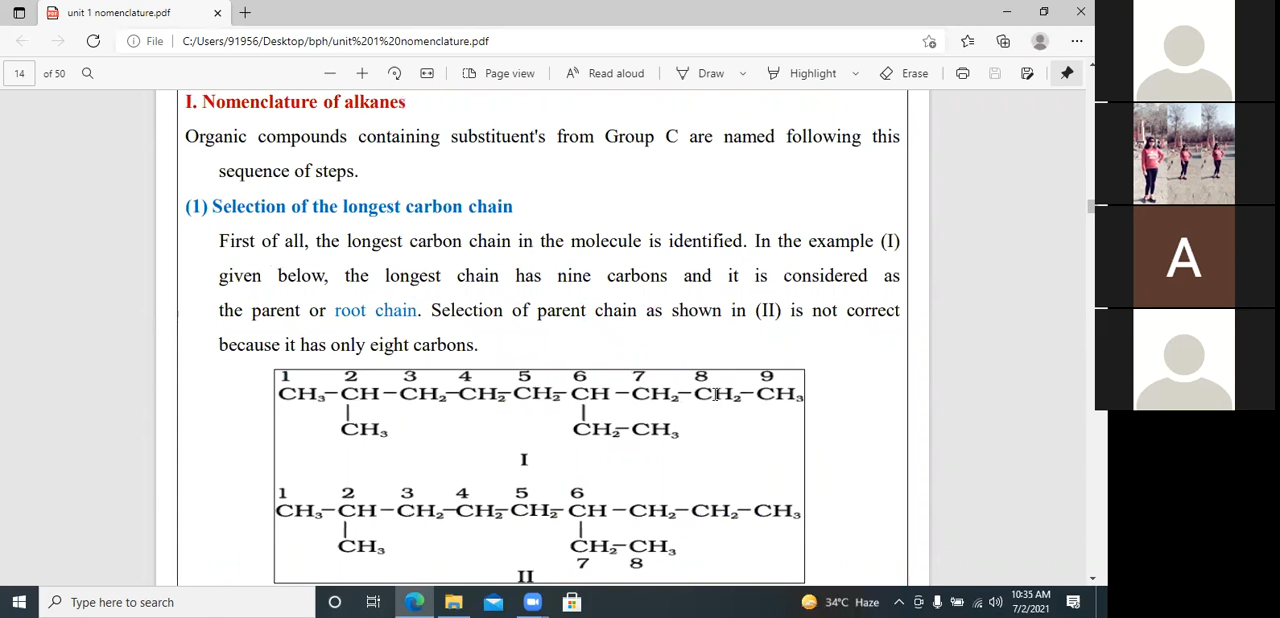 unit 1 nomenclature.pdf
File
C:/Users/91956/Desktop/bph/unit%201%20nomenclature.pdf
14 of 50
Page view
Read aloud
Draw
Highlight
Erase
I. Nomenclature of alkanes
Organic compounds containing substituent's from Group C are named following this
sequence of steps.
(1) Selection of the longest carbon chain
First of all, the longest carbon chain in the molecule is identified. In the example (I)
given below, the longest chain has nine carbons and it is considered as
the parent or root chain. Selection of parent chain as shown in (II) is not correct
because it has only eight carbons.
1 2 3 4 5 6 7 8 9
CH₃–CH–CH₂–CH₂–CH₂–CH–CH₂–CH₂–CH₃
CH₃ CH₂–CH₃
I
1 2 3 4 5 6
CH₃–CH–CH₂–CH₂–CH₂–CH–CH₂–CH₂–CH₃
CH₃ CH₂–CH₃
7 8
II
A
Type here to search
34°C Haze
10:35 AM
7/2/2021